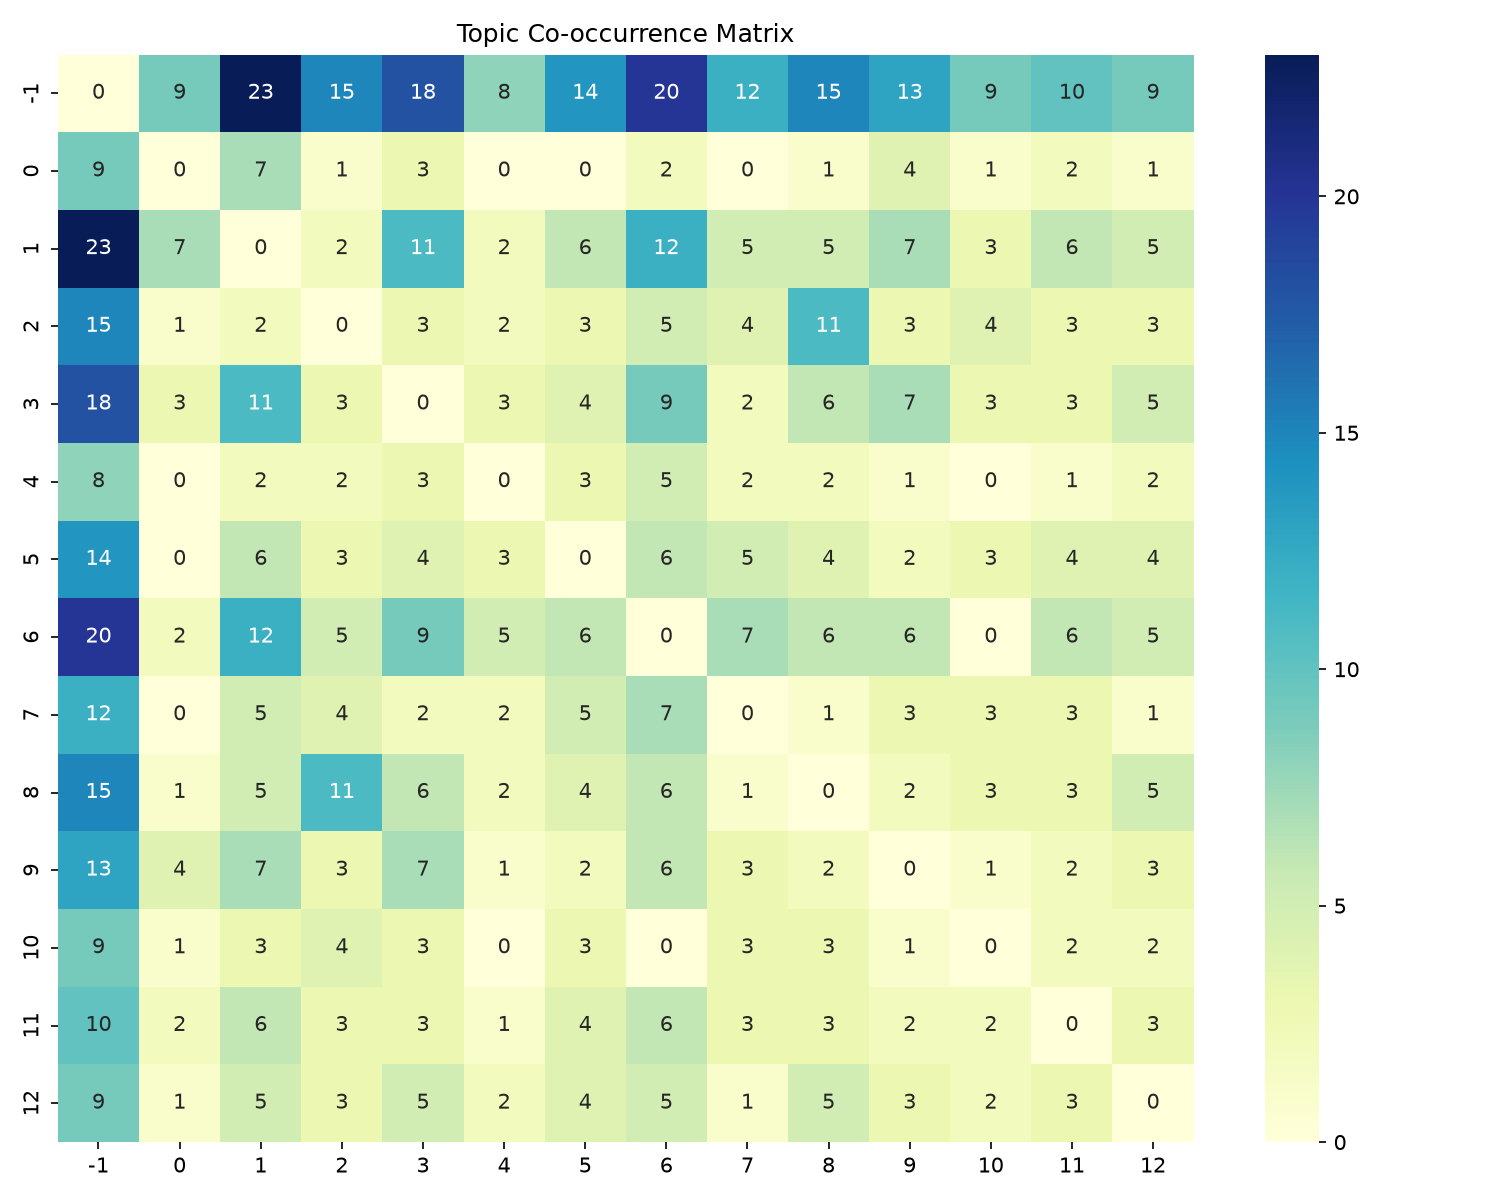 Topic Co-occurrence Matrix
-1 0 9 23 15 18 8 14 20 12 15 13 9 10 9
0 9 0 7 1 3 0 0 2 0 1 4 1 2 1
1 23 7 0 2 11 2 6 12 5 5 7 3 6 5
2 15 1 2 0 3 2 3 5 4 11 3 4 3 3
3 18 3 11 3 0 3 4 9 2 6 7 3 3 5
4 8 0 2 2 3 0 3 5 2 2 1 0 1 2
5 14 0 6 3 4 3 0 6 5 4 2 3 4 4
6 20 2 12 5 9 5 6 0 7 6 6 0 6 5
7 12 0 5 4 2 2 5 7 0 1 3 3 3 1
8 15 1 5 11 6 2 4 6 1 0 2 3 3 5
9 13 4 7 3 7 1 2 6 3 2 0 1 2 3
10 9 1 3 4 3 0 3 0 3 3 1 0 2 2
11 10 2 6 3 3 1 4 6 3 3 2 2 0 3
12 9 1 5 3 5 2 4 5 1 5 3 2 3 0
-1 0 1 2 3 4 5 6 7 8 9 10 11 12
20
15
10
5
0